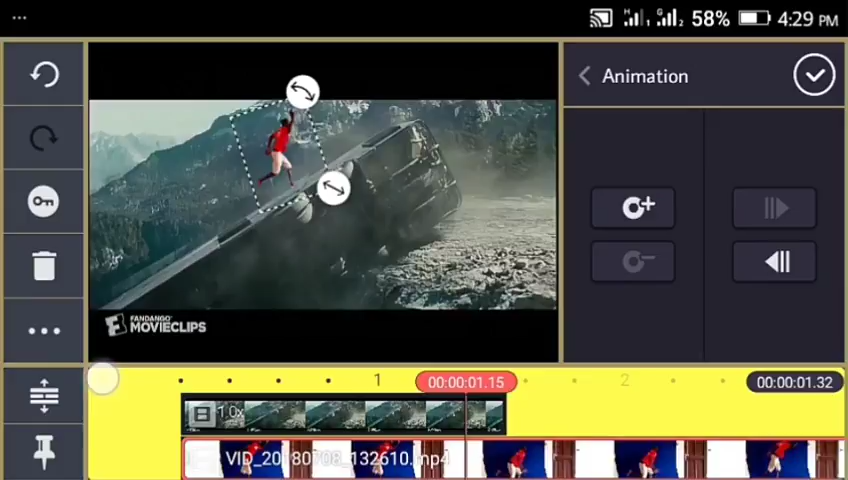 58% 4:29 PM
Animation
FANDANGO
MOVIECLIPS
1
00:00:01.15
2
00:00:01.32
1.0x
VID_20180708_132610.mp4